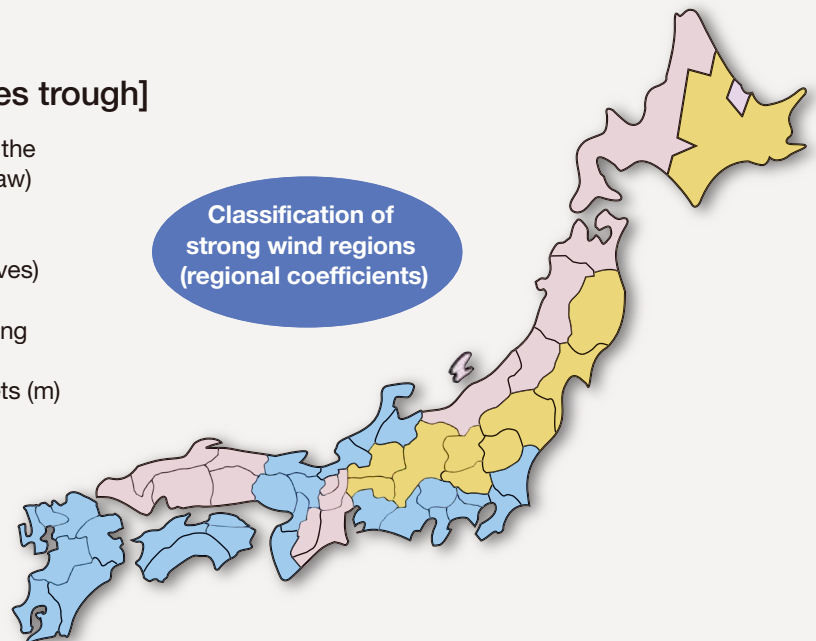 es trough]
the
aw)
ves)
ng
ts (m)
Classification of
strong wind regions
(regional coefficients)